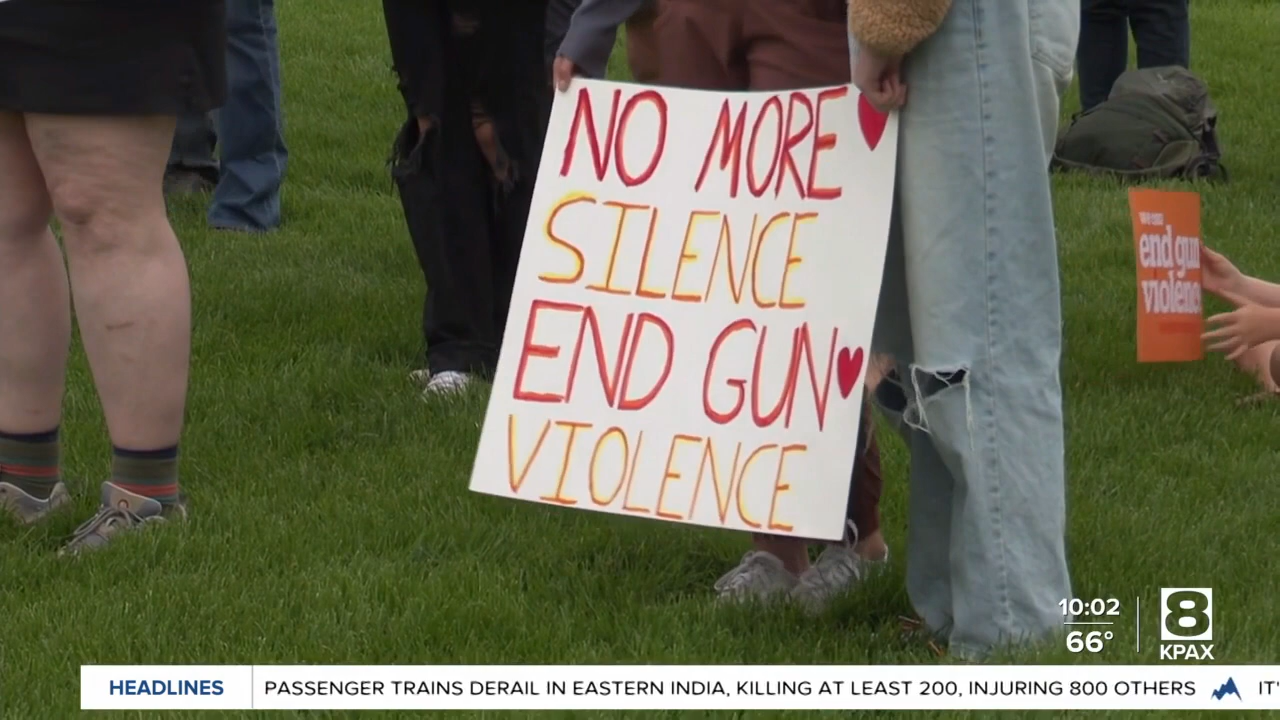 NO MORE
SILENCE
END GUN
VIOLENCE
end gun
violence
10:02
66°
8
KPAX
HEADLINES
PASSENGER TRAINS DERAIL IN EASTERN INDIA, KILLING AT LEAST 200, INJURING 800 OTHERS
IT'